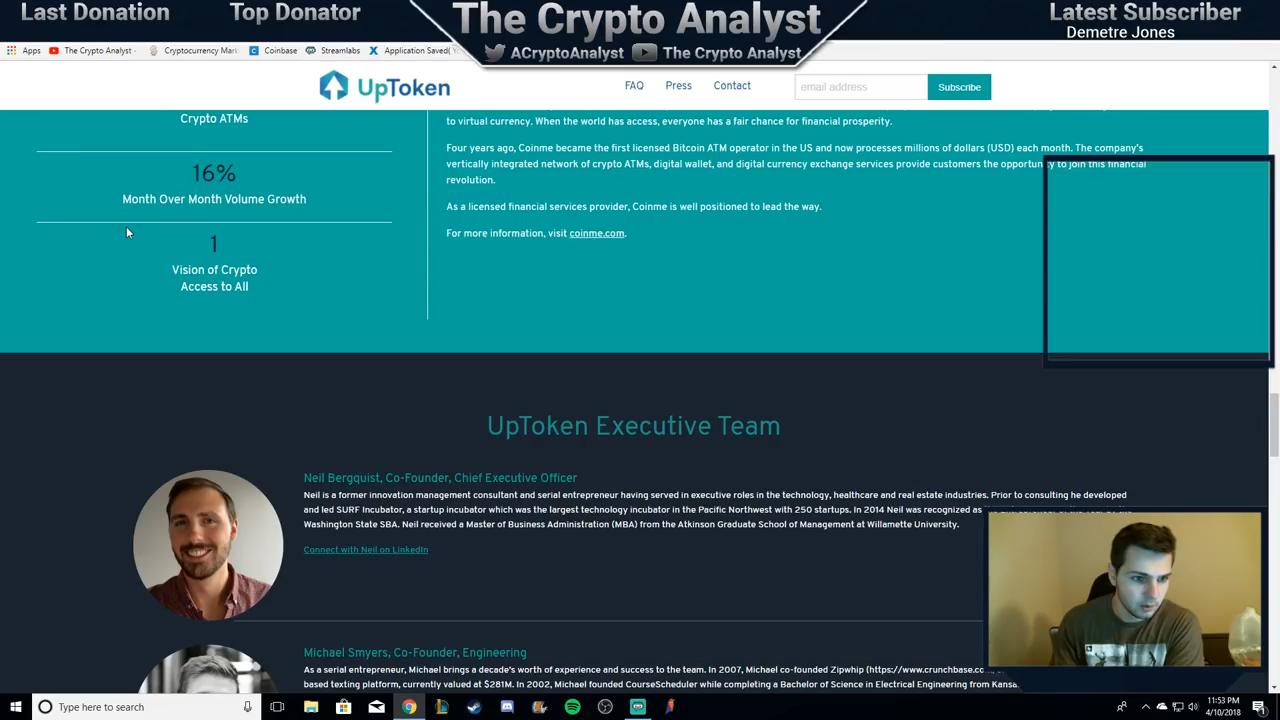 Last Donation
Top Donator
The Crypto Analyst
Latest Subscriber
Demetre Jones
ACryptoAnalyst
The Crypto Analyst
Apps
The Crypto Analyst -
Cryptocurrency Mark
Coinbase
Streamlabs
Application Saved
UpToken
FAQ
Press
Contact
email address
Subscribe
Crypto ATMs
16%
Month Over Month Volume Growth
1
Vision of Crypto
Access to All
to virtual currency. When the world has access, everyone has a fair chance for financial prosperity.
Four years ago, Coinme became the first licensed Bitcoin ATM operator in the US and now processes millions of dollars (USD) each month. The company's
vertically integrated network of crypto ATMs, digital wallet, and digital currency exchange services provide customers the opportunity to join this financial
revolution.
As a licensed financial services provider, Coinme is well positioned to lead the way.
For more information, visit coinme.com.
UpToken Executive Team
Neil Bergquist, Co-Founder, Chief Executive Officer
Neil is a former innovation management consultant and serial entrepreneur having served in executive roles in the technology, healthcare and real estate industries. Prior to consulting he developed
and led SURF Incubator, a startup incubator which was the largest technology incubator in the Pacific Northwest with 250 startups. In 2014 Neil was recognized as
Washington State SBA. Neil received a Master of Business Administration (MBA) from the Atkinson Graduate School of Management at Willamette University.
Connect with Neil on LinkedIn
Michael Smyers, Co-Founder, Engineering
As a serial entrepreneur, Michael brings a decade's worth of experience and success to the team. In 2007, Michael co-founded Zipwhip (https://www.crunchbase.co
based texting platform, currently valued at $281M. In 2002, Michael founded CourseScheduler while completing a Bachelor of Science in Electrical Engineering from Kansa
Type here to search
11:53 PM
4/10/2018